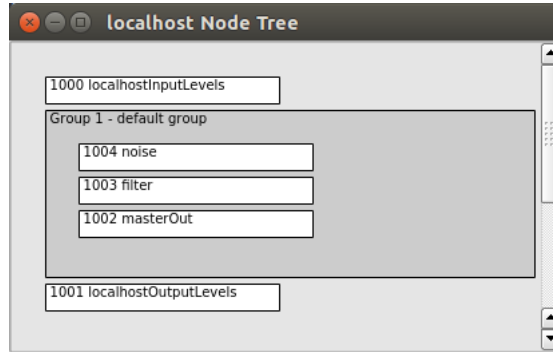 localhost Node Tree
1000 localhostInputLevels
Group 1 - default group
1004 noise
1003 filter
1002 masterOut
1001 localhostOutputLevels